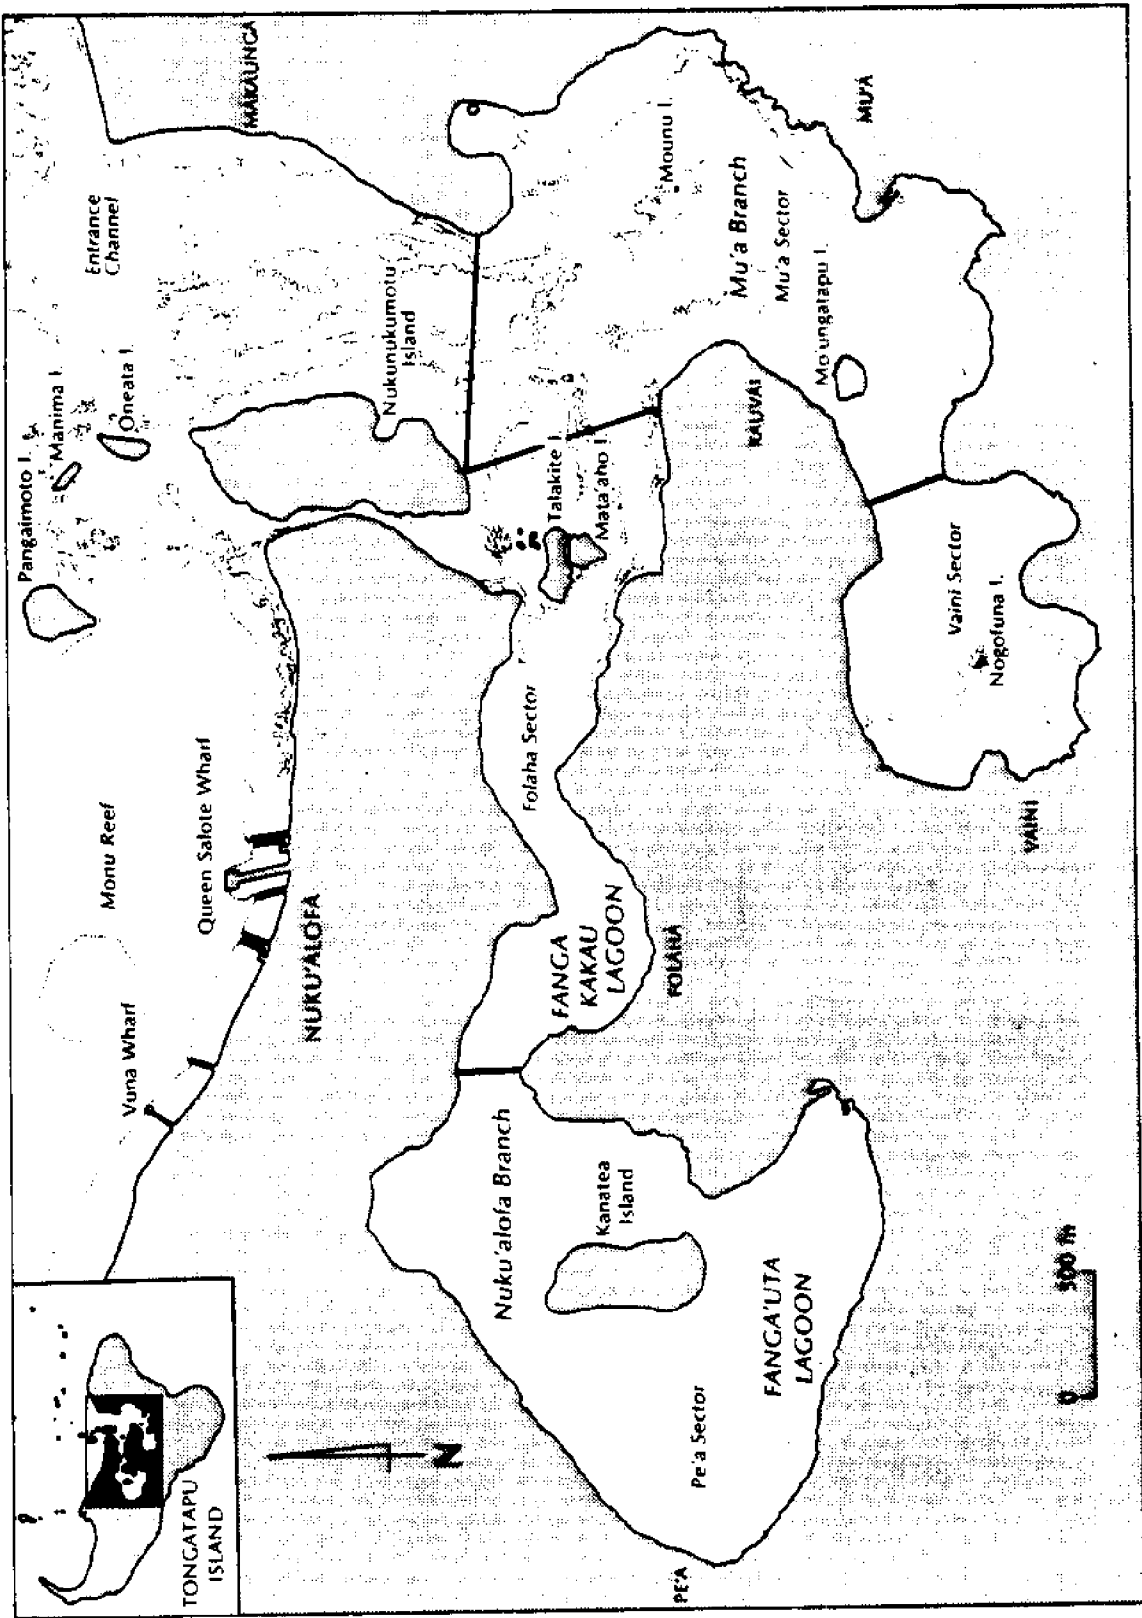 TONGATAPU
ISLAND
N
Vuna Wharf
Monu Reef
Queen Salote Wharf
NUKU'ALOFA
Pangaimoto I.
Manima I.
Oneata I.
Entrance
Channel
MAKAUNGA
Nukunukumotu
Island
Nuku'alofa Branch
Kanatea
Island
Pe'a Sector
FANGA'UTA
LAGOON
PE'A
FANGA
KAKAU
LAGOON
FOLAHA
Folaha Sector
Talakite I.
Mata'aho I.
KAUVAI
Mounu I.
Mu'a Branch
Mu'a Sector
MU'A
Mo'ungatapu I.
Vaini Sector
Nogofuna I.
VAINI
0
500 m